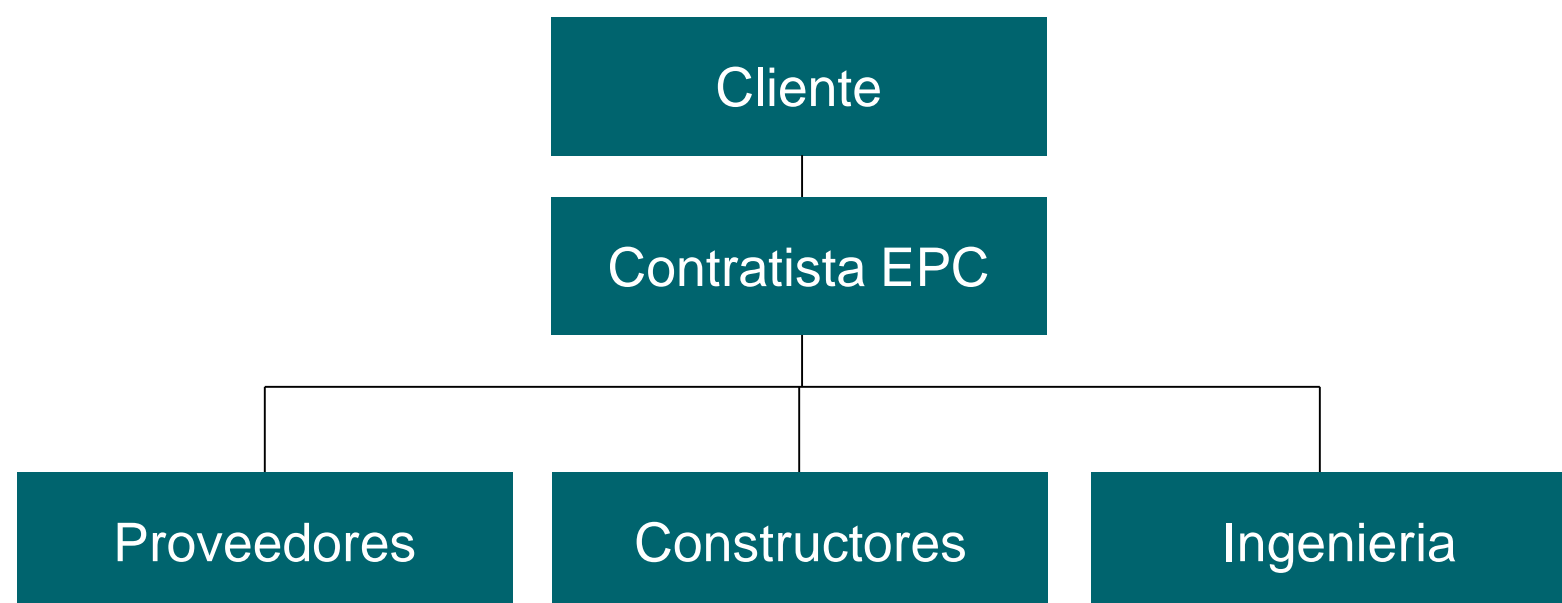 Cliente
Contratista EPC
Proveedores
Constructores
Ingenieria